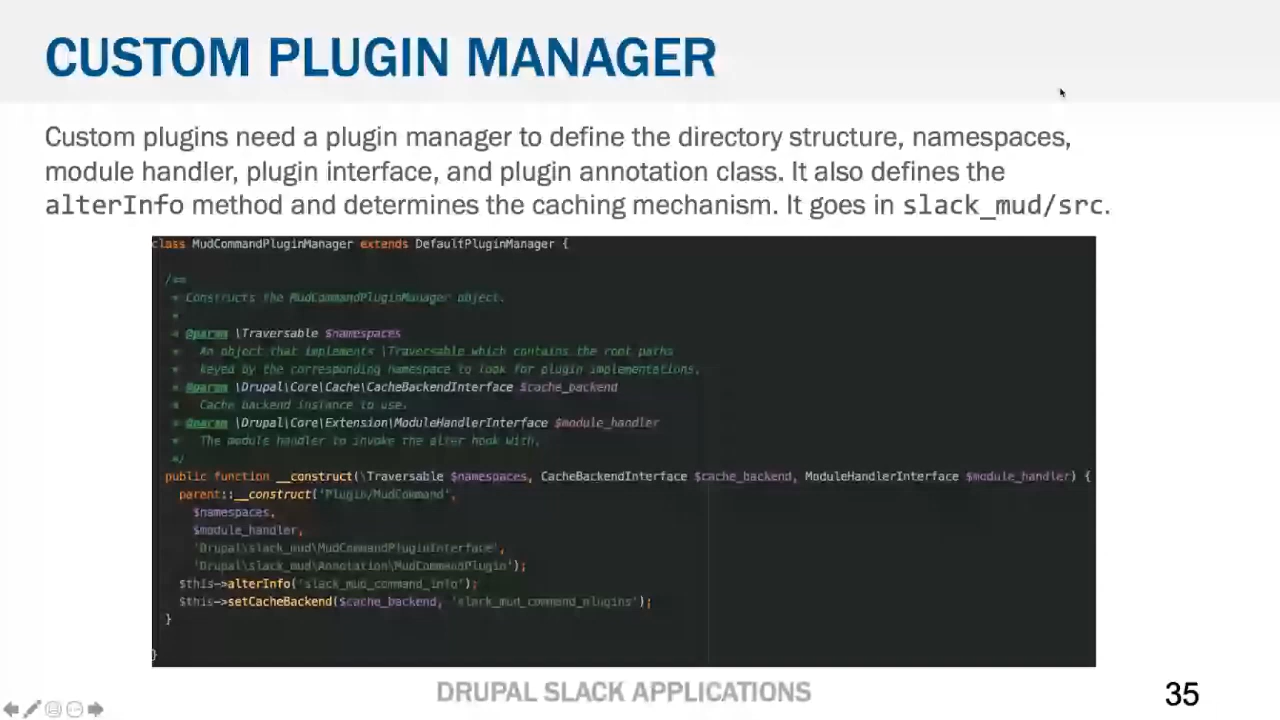 CUSTOM PLUGIN MANAGER
Custom plugins need a plugin manager to define the directory structure, namespaces,
module handler, plugin interface, and plugin annotation class. It also defines the
alterInfo method and determines the caching mechanism. It goes in slack_mud/src.
class MudCommandPluginManager extends DefaultPluginManager {
/**
* Constructs the MudCommandPluginManager object.
*
* @param \Traversable $namespaces
* An object that implements \Traversable which contains the root paths
* keyed by the corresponding namespace to look for plugin implementations.
* @param \Drupal\Core\Cache\CacheBackendInterface $cache_backend
* Cache backend instance to use.
* @param \Drupal\Core\Extension\ModuleHandlerInterface $module_handler
* The module handler to invoke the alter hook with.
*/
public function __construct(\Traversable $namespaces, CacheBackendInterface $cache_backend, ModuleHandlerInterface $module_handler) {
parent::__construct('Plugin/MudCommand',
$namespaces,
$module_handler,
'Drupal\slack_mud\MudCommandPluginInterface',
'Drupal\slack_mud\Annotation\MudCommandPlugin');
$this->alterInfo('slack_mud_command_info');
$this->setCacheBackend($cache_backend, 'slack_mud_command_plugins');
}
}
DRUPAL SLACK APPLICATIONS
35